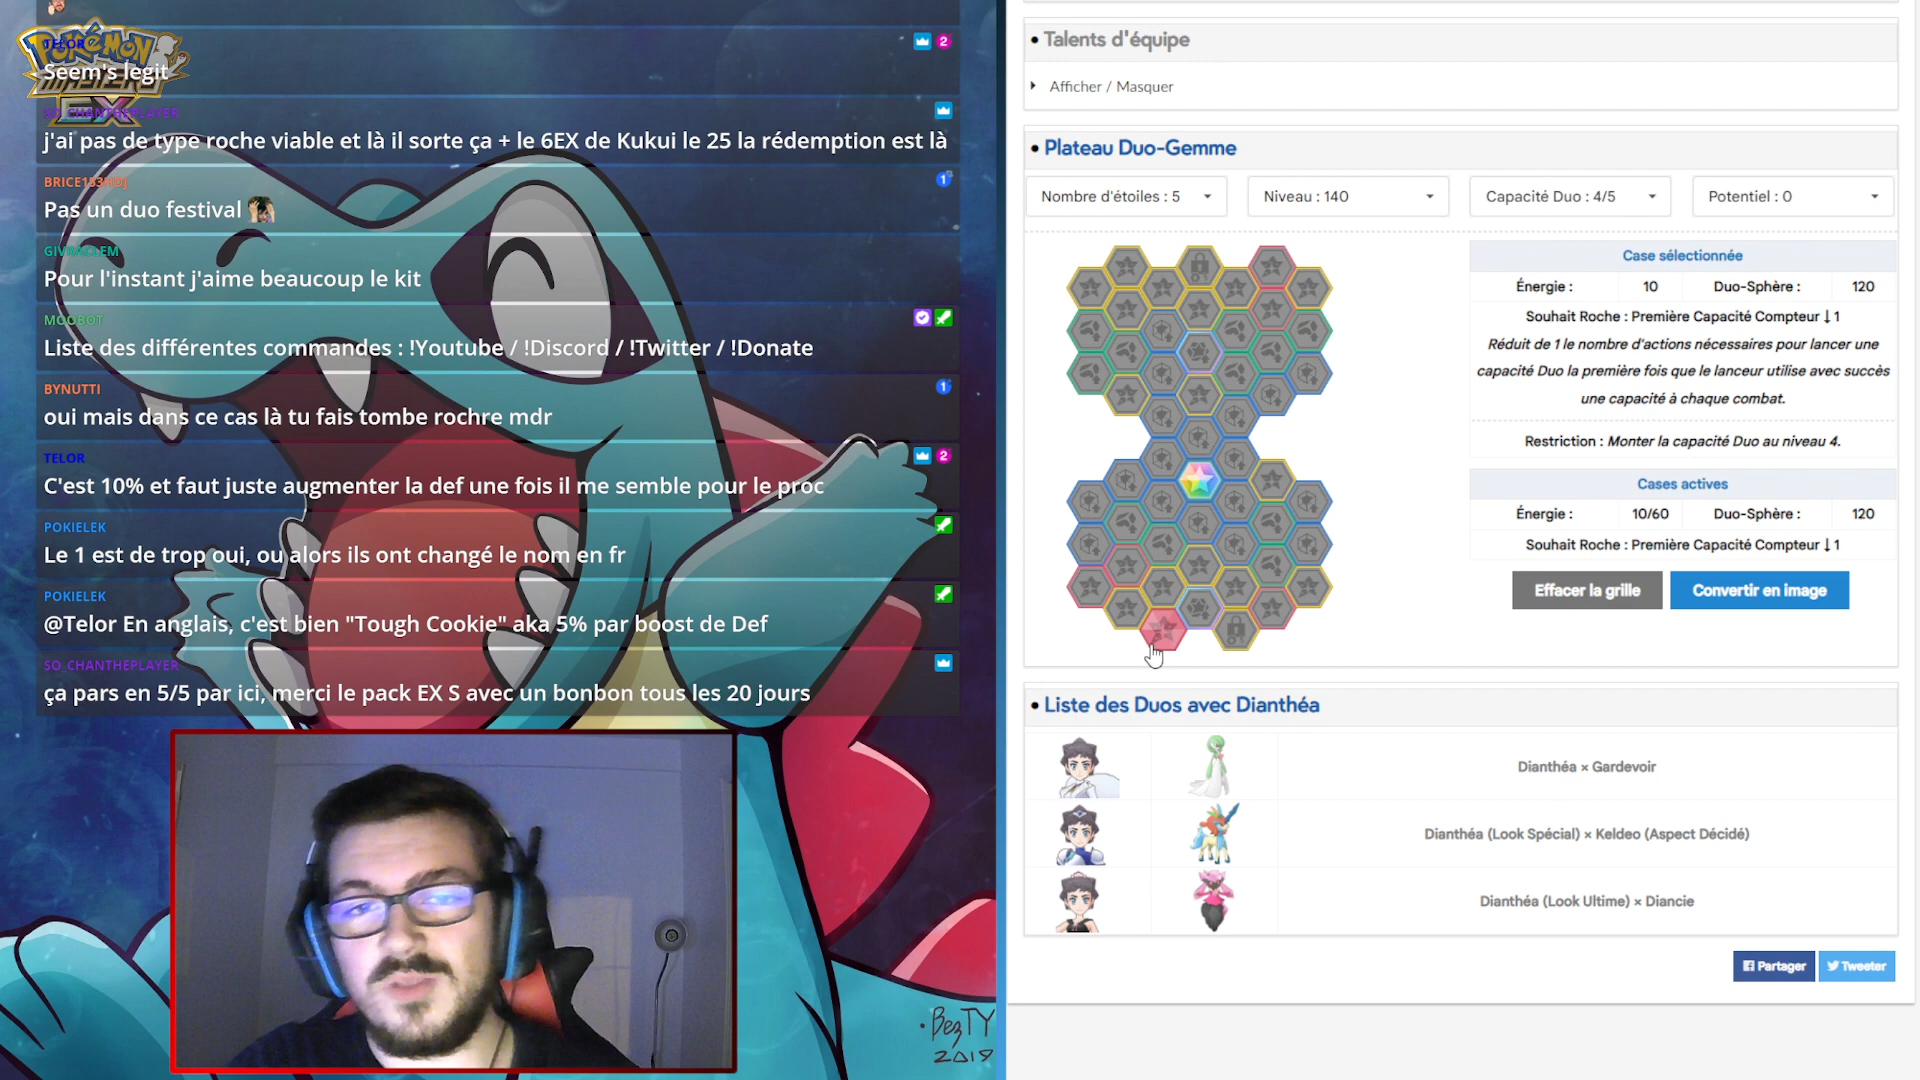 POKÉMON
MASTERS
EX
TELOR
2
Seem's legit
SO_CHANTHEPLAYER
j'ai pas de type roche viable et là il sorte ça + le 6EX de Kukui le 25 la rédemption est là
Pas un duo festival
GIVRALLEM
Pour l'instant j'aime beaucoup le kit
MOOBOT
Liste des différentes commandes : !Youtube / !Discord / !Twitter / !Donate
BYNUTTI
1
oui mais dans ce cas là tu fais tombe rochre mdr
TELOR
2
C'est 10% et faut juste augmenter la def une fois il me semble pour le proc
POKIELEK
Le 1 est de trop oui, ou alors ils ont changé le nom en fr
POKIELEK
@Telor En anglais, c'est bien "Tough Cookie" aka 5% par boost de Def
SO_CHANTHEPLAYER
ça pars en 5/5 par ici, merci le pack EX S avec un bonbon tous les 20 jours
BezTY
2019
• Talents d'équipe
Afficher / Masquer
• Plateau Duo-Gemme
Nombre d'étoiles : 5
Niveau : 140
Capacité Duo : 4/5
Potentiel : 0
Case sélectionnée
Énergie : 10 Duo-Sphère : 120
Souhait Roche : Première Capacité Compteur ↓ 1
Réduit de 1 le nombre d'actions nécessaires pour lancer une
capacité Duo la première fois que le lanceur utilise avec succès
une capacité à chaque combat.
Restriction : Monter la capacité Duo au niveau 4.
Cases actives
Énergie : 10/60 Duo-Sphère : 120
Souhait Roche : Première Capacité Compteur ↓ 1
Effacer la grille
Convertir en image
• Liste des Duos avec Dianthéa
Dianthéa × Gardevoir
Dianthéa (Look Spécial) × Keldeo (Aspect Décidé)
Dianthéa (Look Ultime) × Diancie
Partager
Tweeter